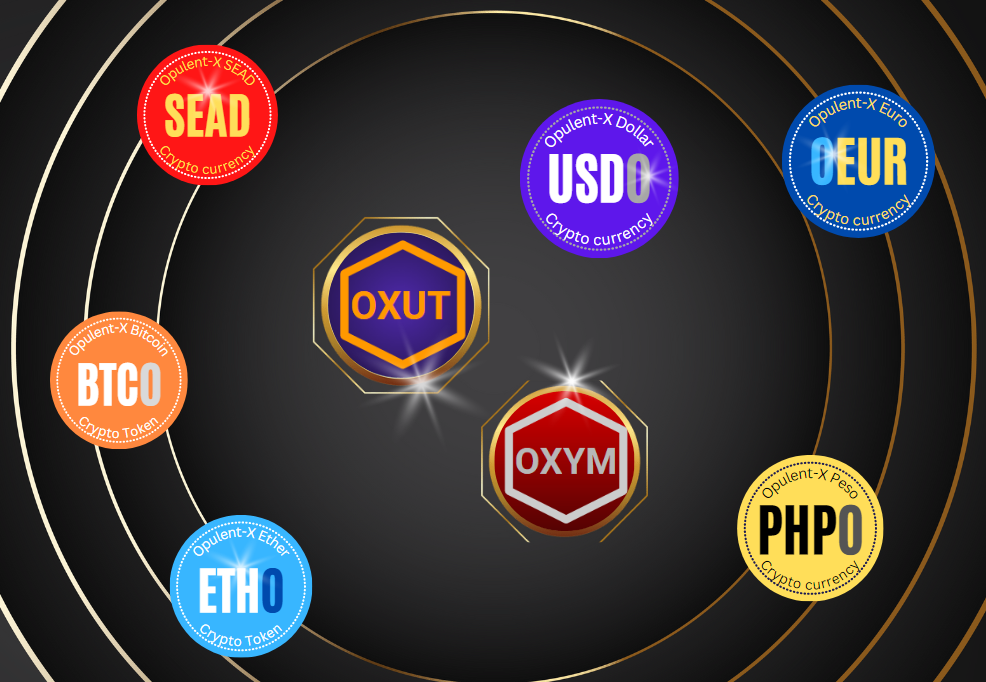 Opulent-X SEAD
SEAD
Crypto currency
Opulent-X Dollar
USDO
Crypto currency
Opulent-X Euro
OEUR
Crypto currency
OXUT
Opulent-X Bitcoin
BTCO
Crypto Token
OXYM
Opulent-X Ether
ETHO
Crypto Token
Opulent-X Peso
PHPO
Crypto currency